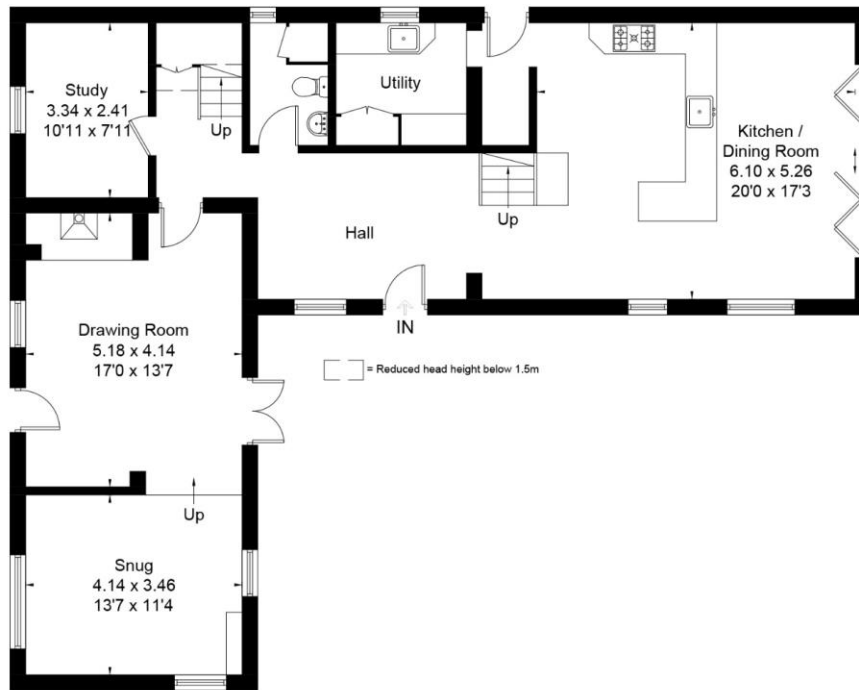 Study
3.34 x 2.41
10'11 x 7'11
Up
Utility
Kitchen /
Dining Room
6.10 x 5.26
20'0 x 17'3
Hall
Up
IN
Drawing Room
5.18 x 4.14
17'0 x 13'7
= Reduced head height below 1.5m
Up
Snug
4.14 x 3.46
13'7 x 11'4